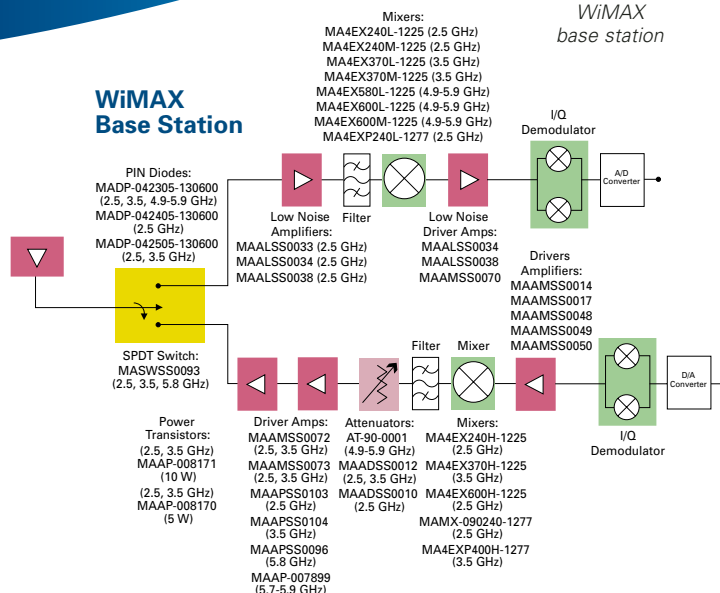 WiMAX
base station
Mixers:
MA4EX240L-1225 (2.5 GHz)
MA4EX240M-1225 (2.5 GHz)
MA4EX370L-1225 (3.5 GHz)
MA4EX370M-1225 (3.5 GHz)
MA4EX580L-1225 (4.9-5.9 GHz)
MA4EX600L-1225 (4.9-5.9 GHz)
MA4EX600M-1225 (4.9-5.9 GHz)
MA4EXP240L-1277 (2.5 GHz)
WiMAX
Base Station
I/Q
Demodulator
A/D
Converter
PIN Diodes:
MADP-042305-130600
(2.5, 3.5, 4.9-5.9 GHz)
MADP-042405-130600
(2.5 GHz)
MADP-042505-130600
(2.5, 3.5 GHz)
Low Noise
Amplifiers:
MAALSS0033 (2.5 GHz)
MAALSS0034 (2.5 GHz)
MAALSS0038 (2.5 GHz)
Filter
Low Noise
Driver Amps:
MAALSS0034
MAALSS0038
MAAMSS0070
Drivers
Amplifiers:
MAAMSS0014
MAAMSS0017
MAAMSS0048
MAAMSS0049
MAAMSS0050
SPDT Switch:
MASWSS0093
(2.5, 3.5, 5.8 GHz)
Filter
Mixer
D/A
Converter
I/Q
Demodulator
Power
Transistors:
(2.5, 3.5 GHz)
MAAP-008171
(10 W)
(2.5, 3.5 GHz)
MAAP-008170
(5 W)
Driver Amps:
MAAMSS0072
(2.5, 3.5 GHz)
MAAMSS0073
(2.5, 3.5 GHz)
MAAPSS0103
(2.5 GHz)
MAAPSS0104
(3.5 GHz)
MAAPSS0096
(5.8 GHz)
MAAP-007899
(5.7-5.9 GHz)
Attenuators:
AT-90-0001
(4.9-5.9 GHz)
MAADSS0012
(2.5, 3.5 GHz)
MAADSS0010
(2.5 GHz)
Mixers:
MA4EX240H-1225
(2.5 GHz)
MA4EX370H-1225
(3.5 GHz)
MA4EX600H-1225
(2.5 GHz)
MAMX-090240-1277
(2.5 GHz)
MA4EXP400H-1277
(3.5 GHz)